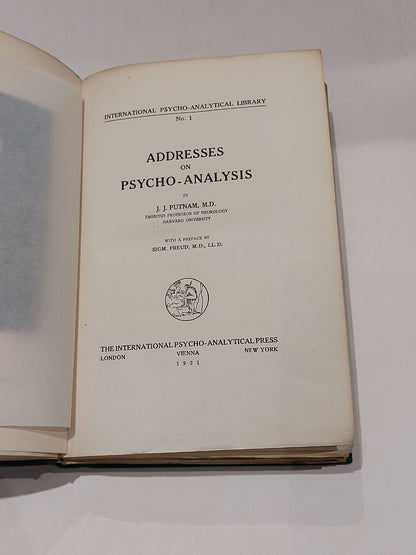 INTERNATIONAL PSYCHO-ANALYTICAL LIBRARY
No. 1
ADDRESSES
ON
PSYCHO-ANALYSIS
BY
J. J. PUTNAM, M.D.
EMERITUS PROFESSOR OF NEUROLOGY
HARVARD UNIVERSITY
WITH A PREFACE BY
SIGM. FREUD, M.D., LL.D.
THE INTERNATIONAL PSYCHO-ANALYTICAL PRESS
LONDON VIENNA NEW YORK
1921